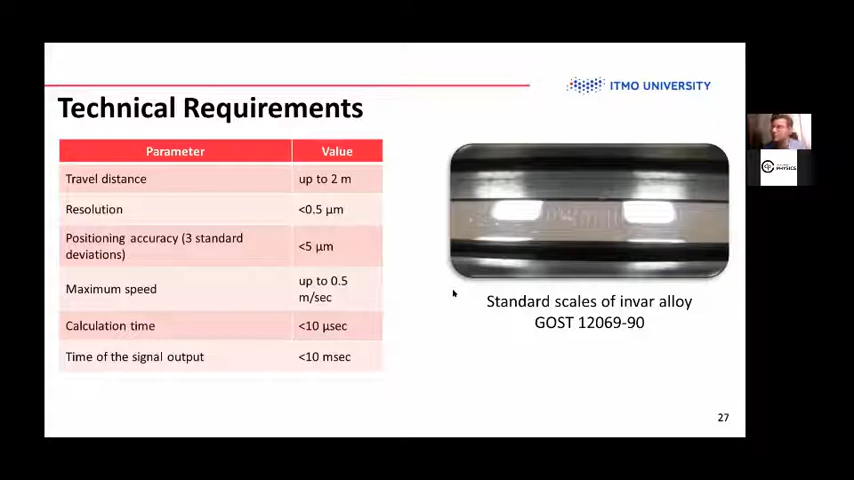 ITMO UNIVERSITY
Technical Requirements
Parameter Value
Travel distance up to 2 m
Resolution <0.5 µm
Positioning accuracy (3 standard
deviations) <5 µm
Maximum speed up to 0.5
m/sec
Calculation time <10 µsec
Time of the signal output <10 msec
Standard scales of invar alloy
GOST 12069-90
27
PHYSICS